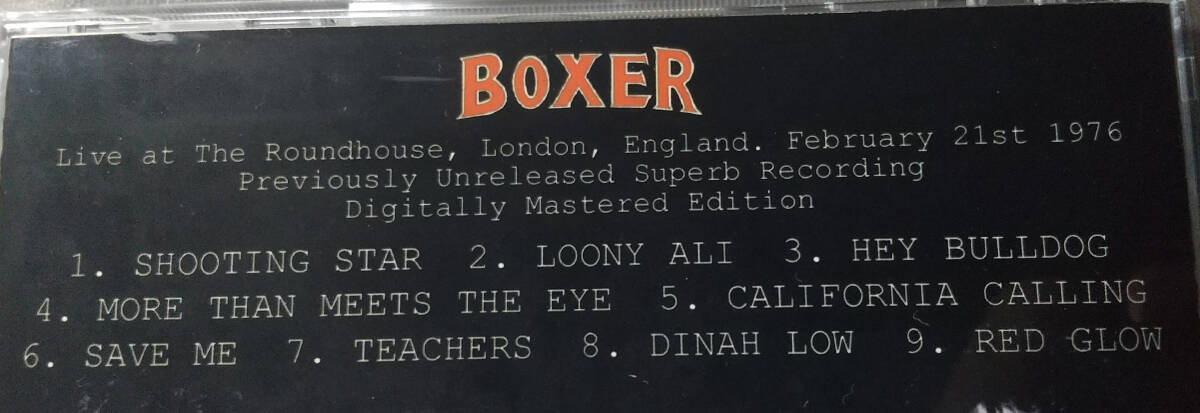 BOXER
Live at The Roundhouse, London, England. February 21st 1976
Previously Unreleased Superb Recording
Digitally Mastered Edition
1. SHOOTING STAR 2. LOONY ALI 3. HEY BULLDOG
4. MORE THAN MEETS THE EYE 5. CALIFORNIA CALLING
6. SAVE ME 7. TEACHERS 8. DINAH LOW 9. RED GLOW